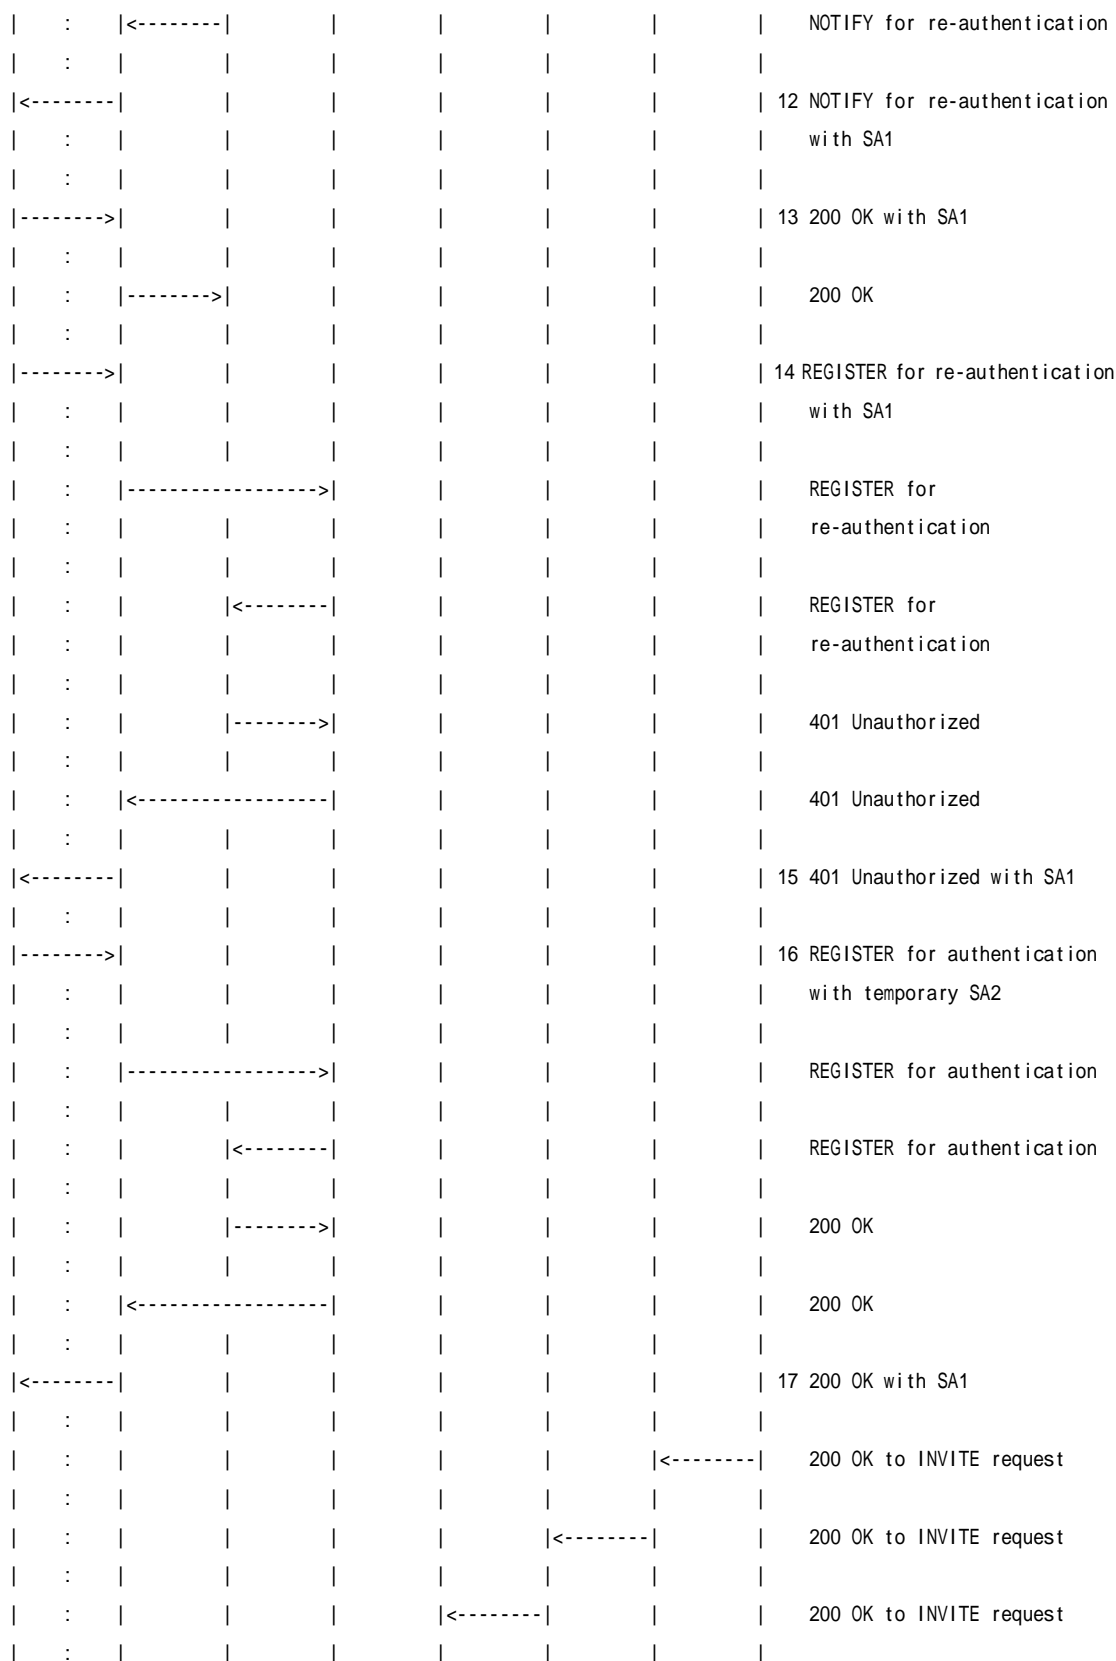 |    :    |<--------|         |         |         |         |         |   NOTIFY for re-authentication
|    :    |         |         |         |         |         |         |
|<--------|         |         |         |         |         |         | 12 NOTIFY for re-authentication
|    :    |         |         |         |         |         |         |   with SA1
|    :    |         |         |         |         |         |         |
|-------->|         |         |         |         |         |         | 13 200 OK with SA1
|    :    |         |         |         |         |         |         |
|    :    |-------->|         |         |         |         |         |   200 OK
|    :    |         |         |         |         |         |         |
|-------->|         |         |         |         |         |         | 14 REGISTER for re-authentication
|    :    |         |         |         |         |         |         |   with SA1
|    :    |         |         |         |         |         |         |
|    :    |------------------>|         |         |         |         |   REGISTER for
|    :    |         |         |         |         |         |         |   re-authentication
|    :    |         |         |         |         |         |         |
|    :    |         |<--------|         |         |         |         |   REGISTER for
|    :    |         |         |         |         |         |         |   re-authentication
|    :    |         |         |         |         |         |         |
|    :    |         |-------->|         |         |         |         |   401 Unauthorized
|    :    |         |         |         |         |         |         |
|    :    |<------------------|         |         |         |         |   401 Unauthorized
|    :    |         |         |         |         |         |         |
|<--------|         |         |         |         |         |         | 15 401 Unauthorized with SA1
|    :    |         |         |         |         |         |         |
|-------->|         |         |         |         |         |         | 16 REGISTER for authentication
|    :    |         |         |         |         |         |         |   with temporary SA2
|    :    |         |         |         |         |         |         |
|    :    |------------------>|         |         |         |         |   REGISTER for authentication
|    :    |         |         |         |         |         |         |
|    :    |         |<--------|         |         |         |         |   REGISTER for authentication
|    :    |         |         |         |         |         |         |
|    :    |         |-------->|         |         |         |         |   200 OK
|    :    |         |         |         |         |         |         |
|    :    |<------------------|         |         |         |         |   200 OK
|    :    |         |         |         |         |         |         |
|<--------|         |         |         |         |         |         | 17 200 OK with SA1
|    :    |         |         |         |         |         |         |
|    :    |         |         |         |         |         |<--------|   200 OK to INVITE request
|    :    |         |         |         |         |         |         |
|    :    |         |         |         |         |<--------|         |   200 OK to INVITE request
|    :    |         |         |         |         |         |         |
|    :    |         |         |         |<--------|         |         |   200 OK to INVITE request
|    :    |         |         |         |         |         |         |